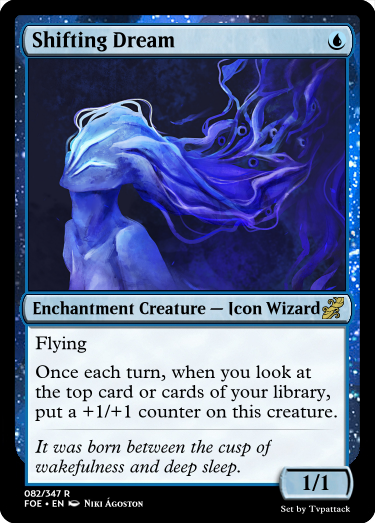 Shifting Dream
Enchantment Creature — Icon Wizard
Flying
Once each turn, when you look at
the top card or cards of your library,
put a +1/+1 counter on this creature.
It was born between the cusp of
wakefulness and deep sleep.
1/1
082/347 R
FOE • EN Niki Ágoston
Set by Tvpattack